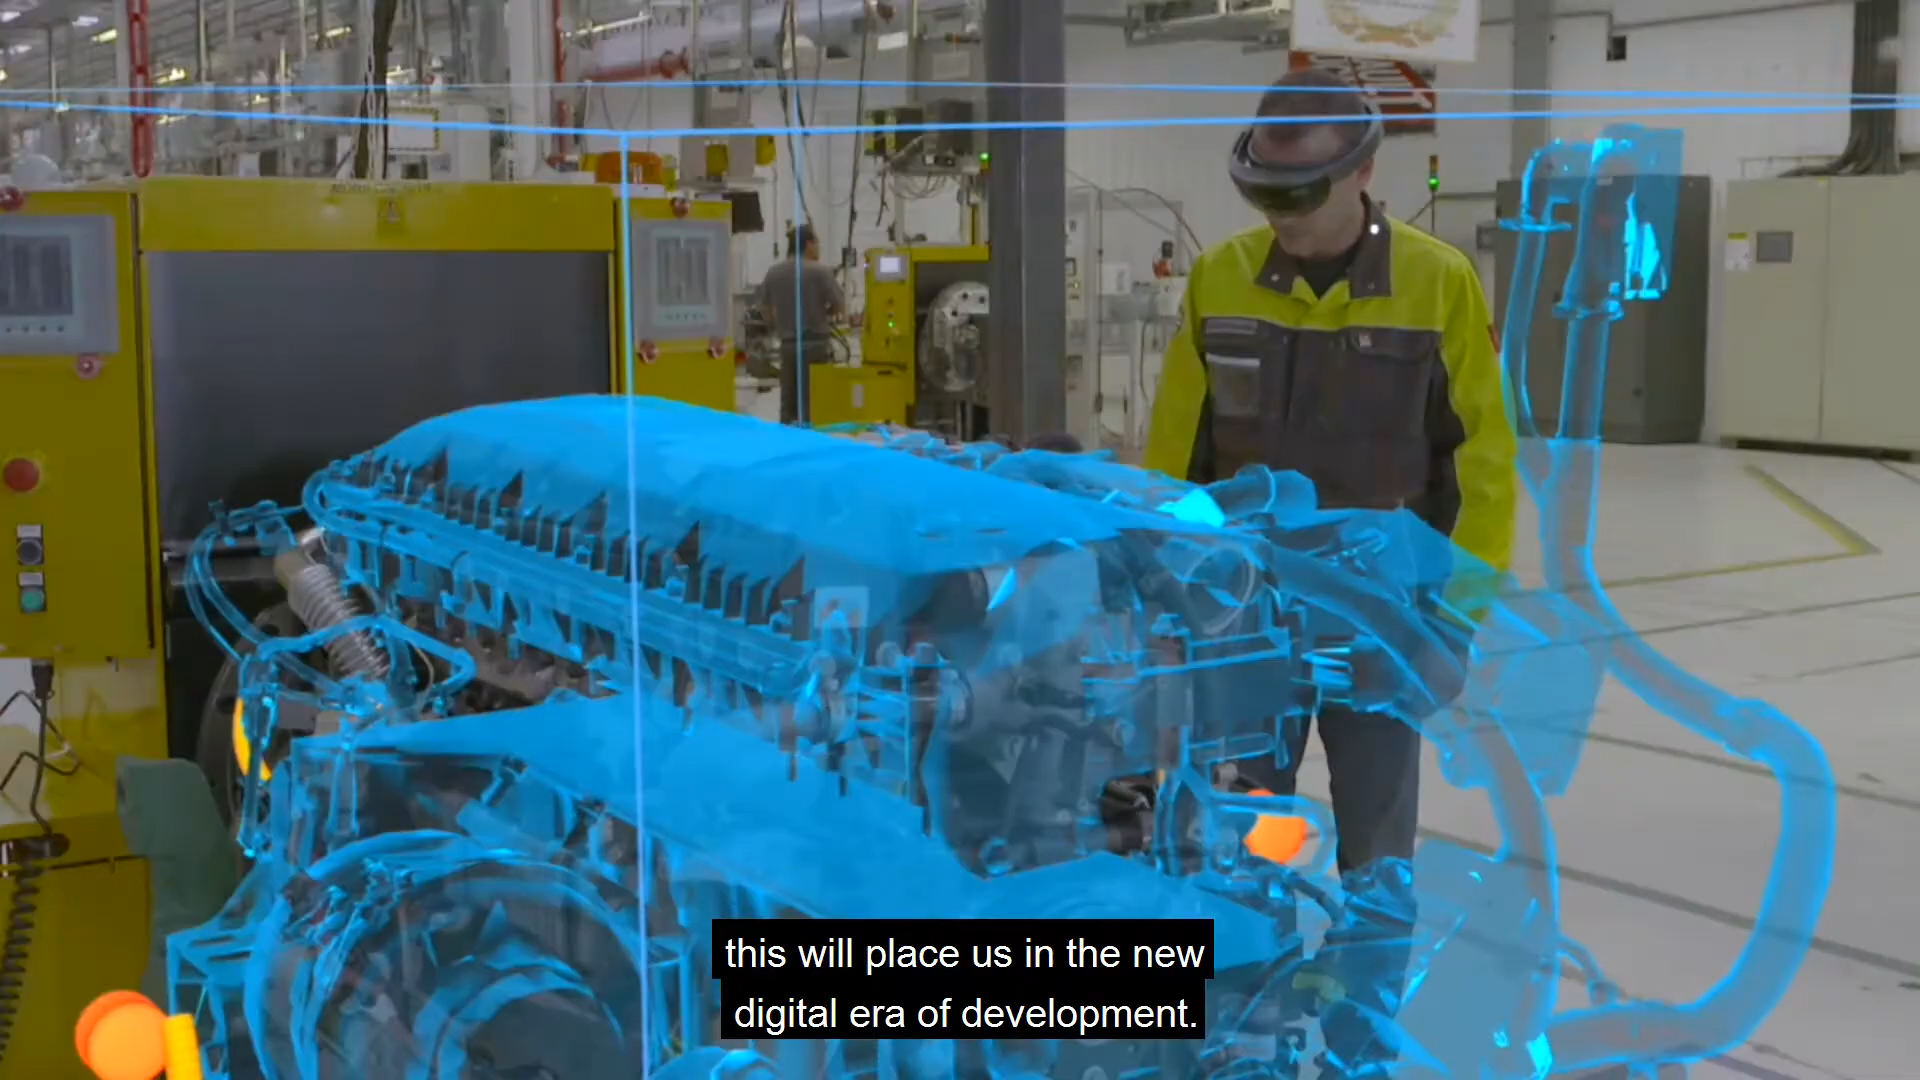 this will place us in the new
digital era of development.